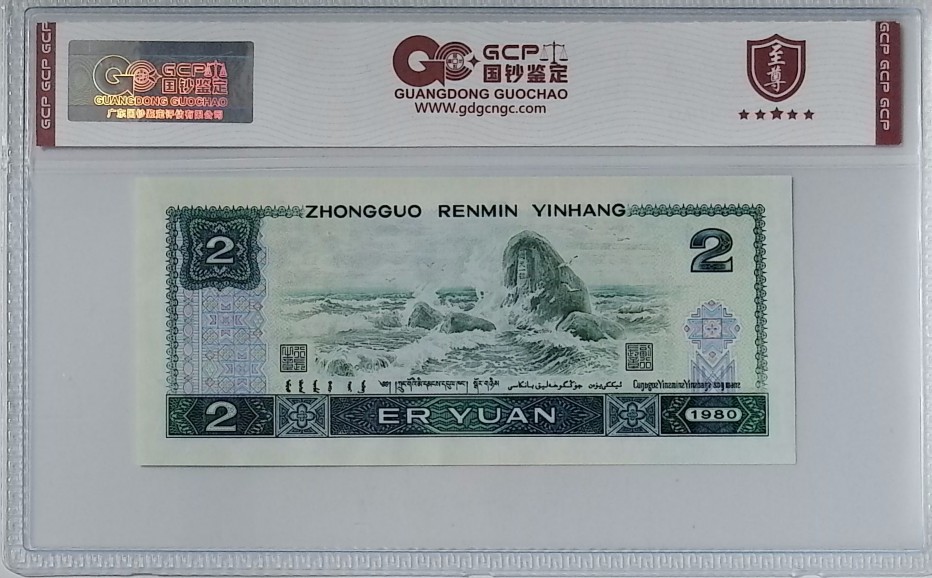 GCP GCP GCP
GCP
国钞鉴定
GUANGDONG GUOCHAO
广东国钞鉴定评估有限公司
GCP
国钞鉴定
GUANGDONG GUOCHAO
WWW.gdgcngc.com
至尊
GCP GCP GCP
ZHONGGUO RENMIN YINHANG
2
2
2
ER YUAN
1980